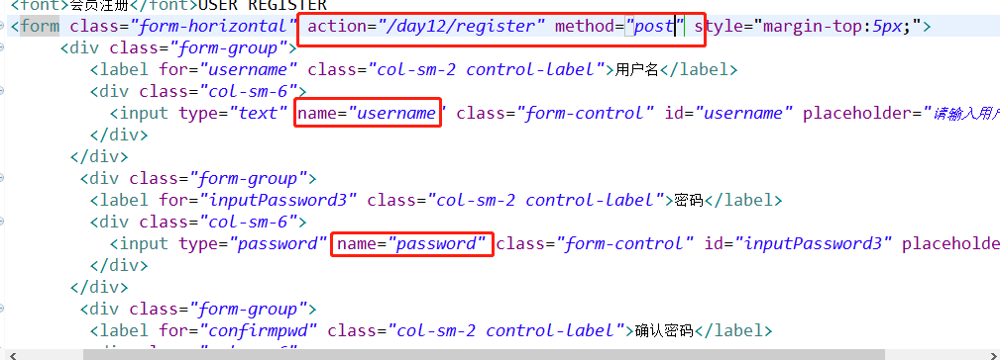 <font>会员注册</font>USER REGISTER
<form class="form-horizontal" action="/day12/register" method="post" style="margin-top:5px;">
<div class="form-group">
<label for="username" class="col-sm-2 control-label">用户名</label>
<div class="col-sm-6">
<input type="text" name="username" class="form-control" id="username" placeholder="请输入用户
</div>
</div>
<div class="form-group">
<label for="inputPassword3" class="col-sm-2 control-label">密码</label>
<div class="col-sm-6">
<input type="password" name="password" class="form-control" id="inputPassword3" placeholde
</div>
</div>
<div class="form-group">
<label for="confirmpwd" class="col-sm-2 control-label">确认密码</label>